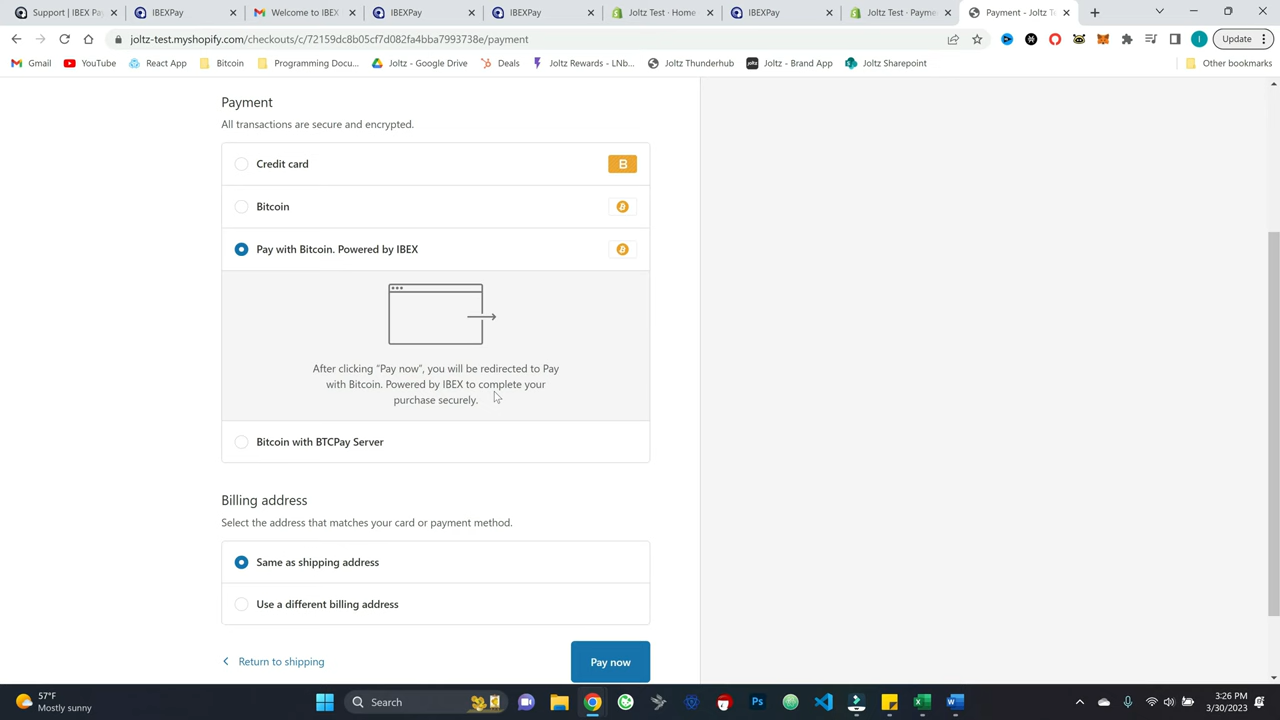 Support | IBEX Pa
IBEXPay
Welcome to IBEX
IBEXPay
IBEXPay
Joltz Test · Home
IBEXPay
Joltz Test · Payme
Payment - Joltz Te
joltz-test.myshopify.com/checkouts/c/72159dc8b05cf7d082fa4bba7993738e/payment
Update
Gmail
YouTube
React App
Bitcoin
Programming Docu...
Joltz - Google Drive
Deals
Joltz Rewards - LNb...
Joltz Thunderhub
Joltz - Brand App
Joltz Sharepoint
Other bookmarks
Payment
All transactions are secure and encrypted.
Credit card
B
Bitcoin
Pay with Bitcoin. Powered by IBEX
After clicking “Pay now”, you will be redirected to Pay
with Bitcoin. Powered by IBEX to complete your
purchase securely.
Bitcoin with BTCPay Server
Billing address
Select the address that matches your card or payment method.
Same as shipping address
Use a different billing address
Return to shipping
Pay now
57°F
Mostly sunny
Search
3:26 PM
3/30/2023